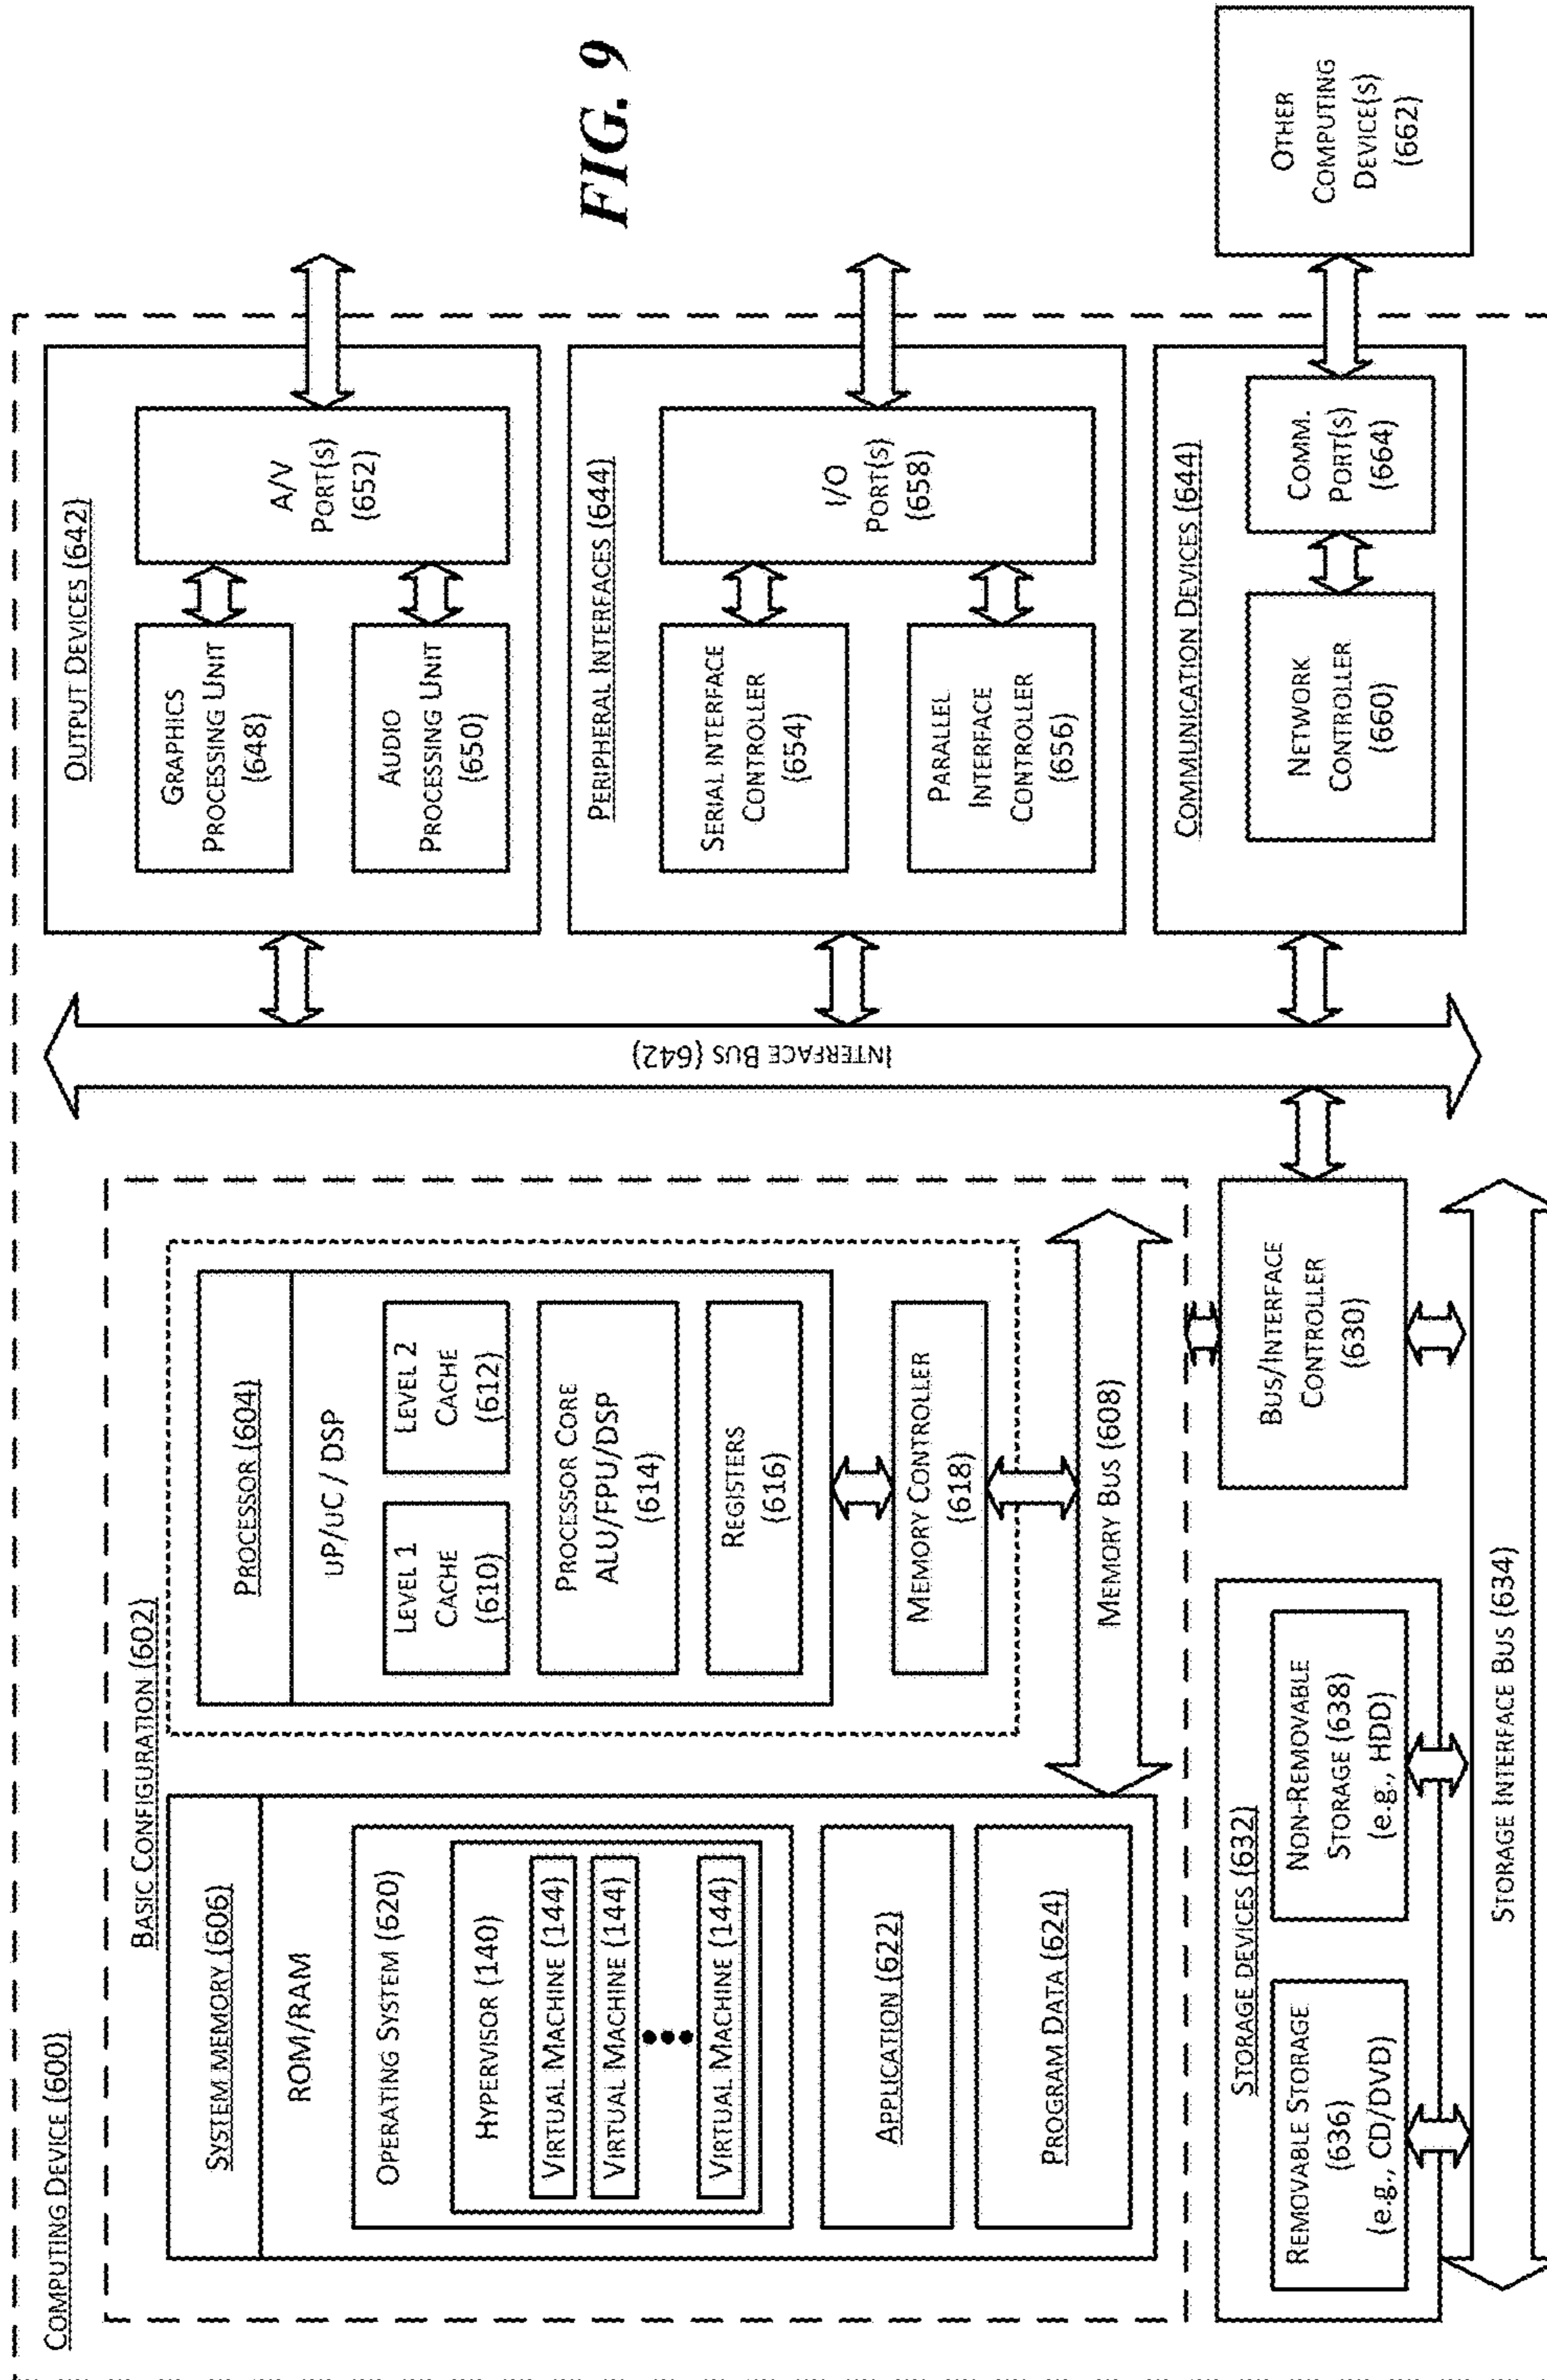 COMPUTING DEVICE (600)
BASIC CONFIGURATION (602)
SYSTEM MEMORY (606)
ROM/RAM
OPERATING SYSTEM (620)
HYPERVISOR (140)
VIRTUAL MACHINE (144)
VIRTUAL MACHINE (144)
VIRTUAL MACHINE (144)
APPLICATION (622)
PROGRAM DATA (624)
PROCESSOR (604)
UP/UC / DSP
LEVEL 1
CACHE
(610)
LEVEL 2
CACHE
(612)
PROCESSOR CORE
ALU/FPU/DSP
(614)
REGISTERS
(616)
MEMORY CONTROLLER
(618)
MEMORY BUS (608)
STORAGE DEVICES (632)
REMOVABLE STORAGE
(636)
(e.g., CD/DVD)
NON-REMOVABLE
STORAGE (638)
(e.g., HDD)
BUS/INTERFACE
CONTROLLER
(630)
STORAGE INTERFACE BUS (634)
INTERFACE BUS (642)
OUTPUT DEVICES (642)
GRAPHICS
PROCESSING UNIT
(648)
AUDIO
PROCESSING UNIT
(650)
A/V
PORT(S)
(652)
PERIPHERAL INTERFACES (644)
SERIAL INTERFACE
CONTROLLER
(654)
PARALLEL
INTERFACE
CONTROLLER
(656)
I/O
PORT(S)
(658)
COMMUNICATION DEVICES (644)
NETWORK
CONTROLLER
(660)
COMM.
PORT(S)
(664)
OTHER
COMPUTING
DEVICE(S)
(662)
FIG. 9